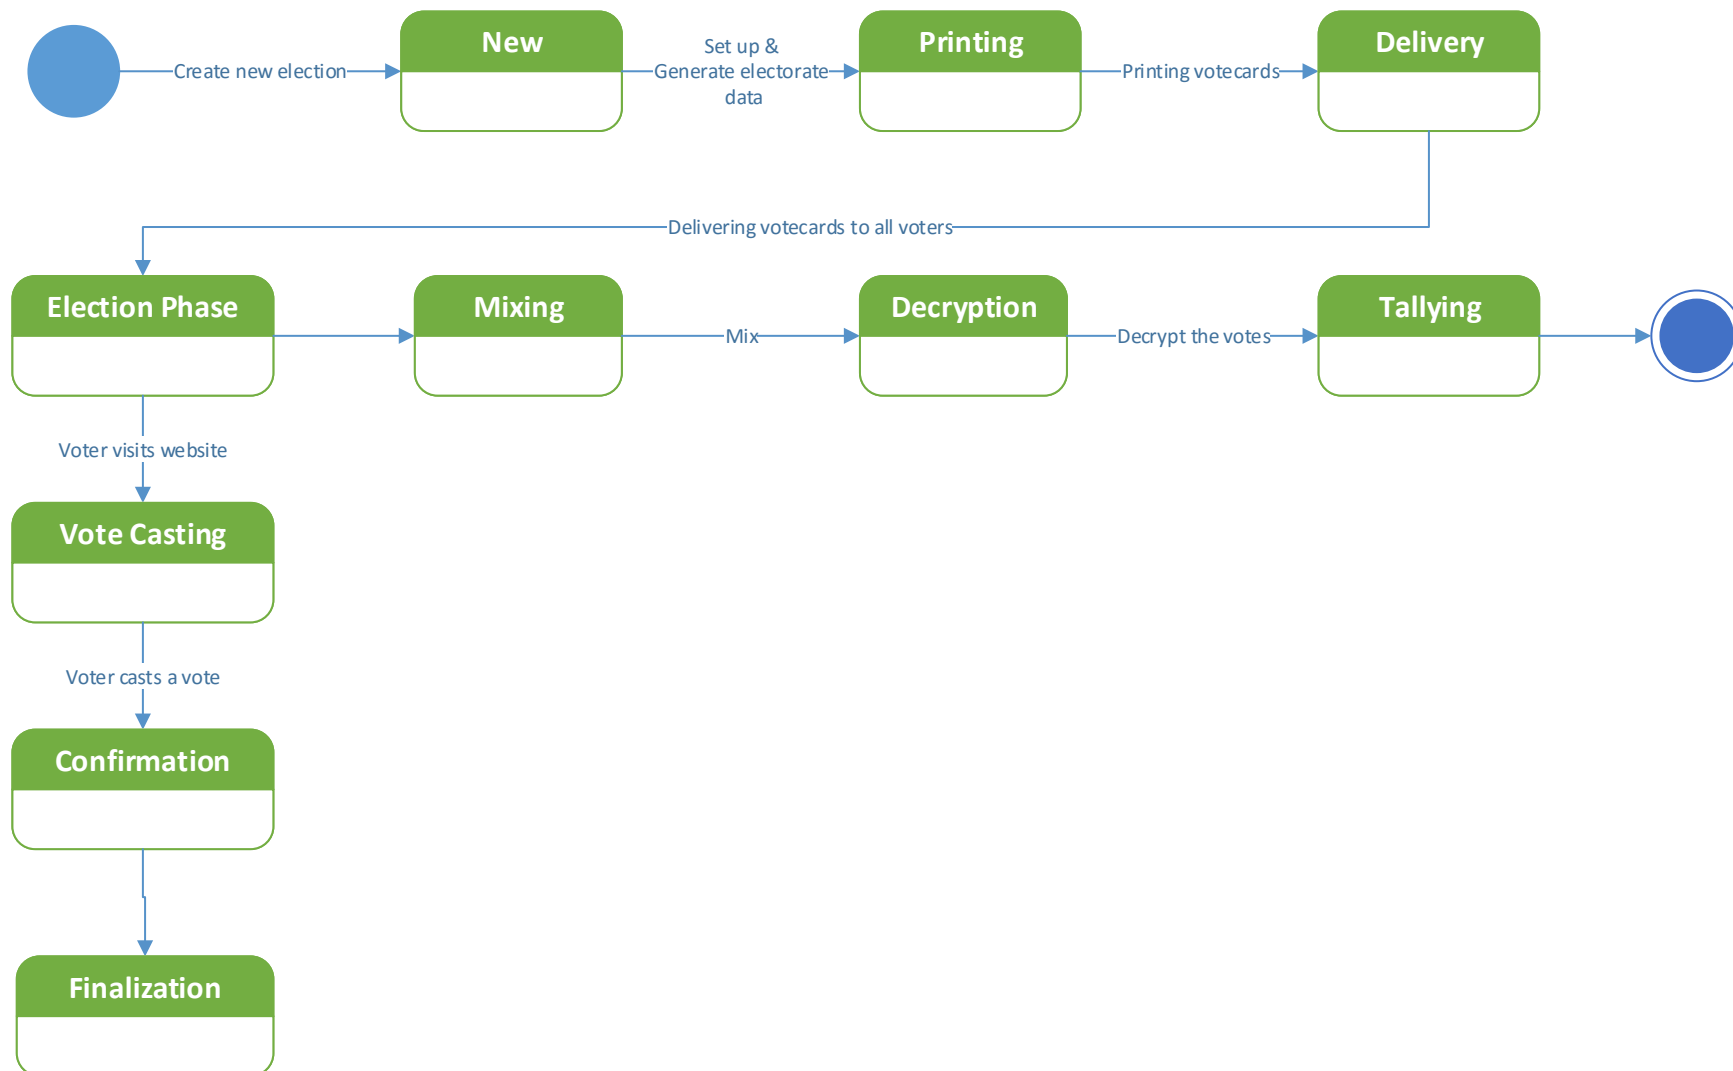 New
Printing
Delivery
Create new election
Set up &
Generate electorate
data
Printing votecards
Delivering votecards to all voters
Election Phase
Mixing
Decryption
Tallying
Mix
Decrypt the votes
Voter visits website
Vote Casting
Voter casts a vote
Confirmation
Finalization